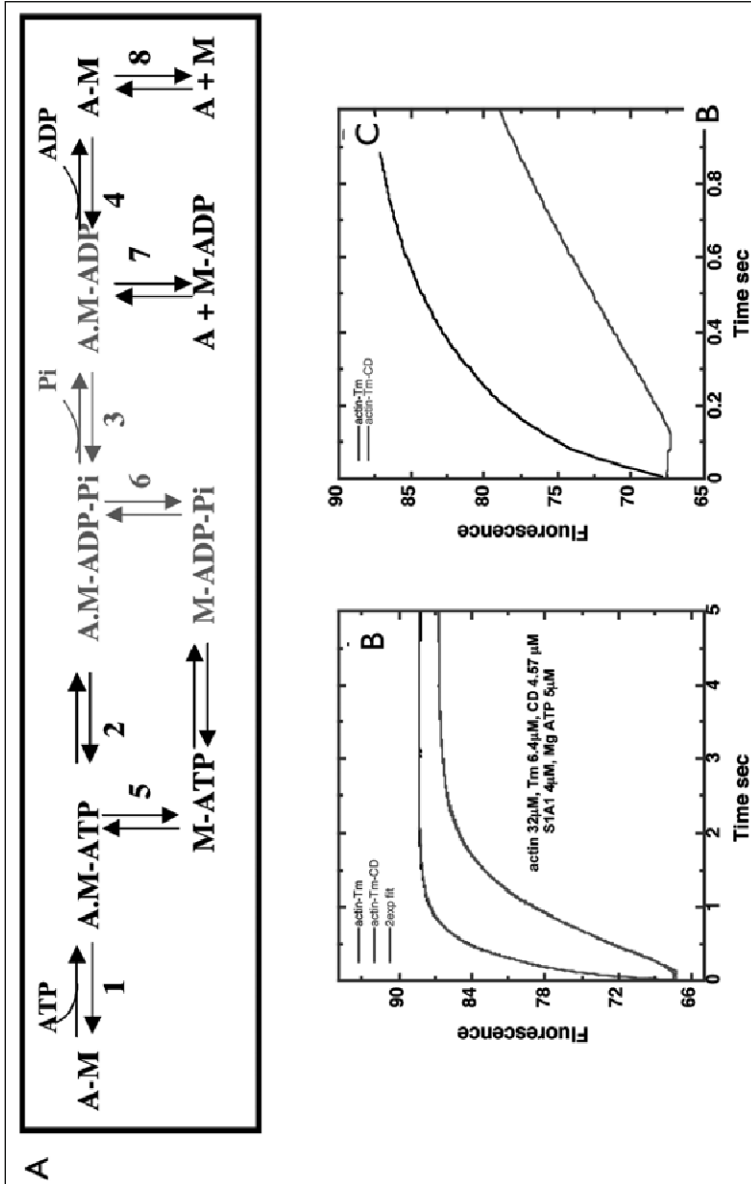 A
ATP Pi ADP
A-M A.M-ATP A.M-ADP-Pi A.M-ADP A-M
1 2 3 4
5 6 7 8
M-ATP M-ADP-Pi A + M-ADP A + M
B
actin-Tm
actin-Tm-CD
2exp fit
Fluorescence
90
84
78
72
66
actin 32μM, Tm 6.4μM, CD 4.57 μM
S1A1 4μM, Mg ATP 5μM
0 1 2 3 4 5
Time sec
C
actin-Tm
actin-Tm-CD
Fluorescence
90
85
80
75
70
65
0 0.2 0.4 0.6 0.8
B
Time sec